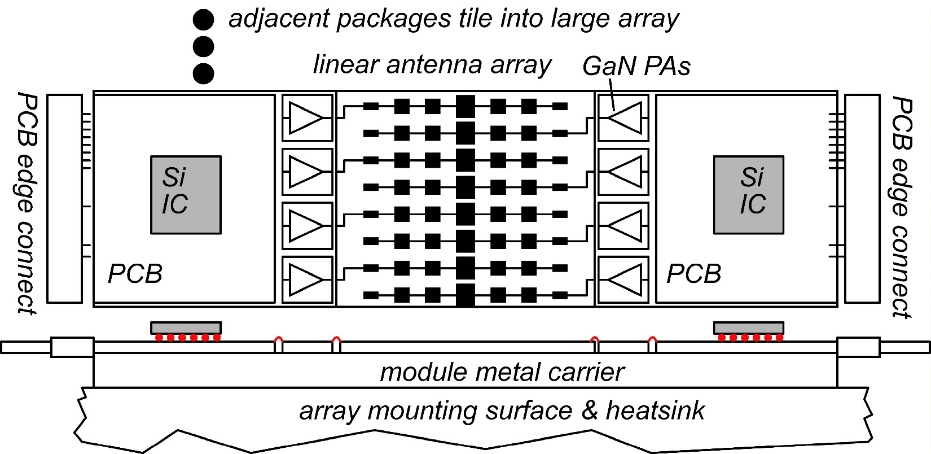 adjacent packages tile into large array
linear antenna array
GaN PAs
PCB edge connect
Si
IC
PCB
Si
IC
PCB
PCB edge connect
module metal carrier
array mounting surface & heatsink